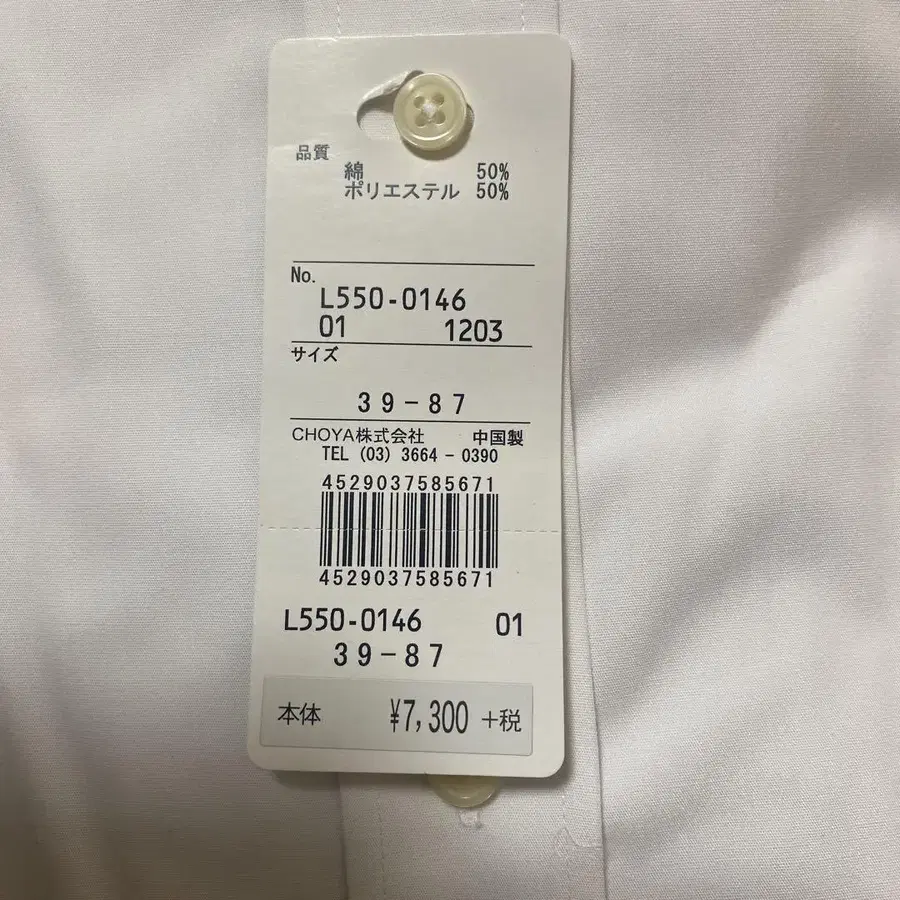 品質
綿 50%
ポリエステル 50%
No.
L550-0146
01 1203
サイズ
39-87
CHOYA株式会社 中国製
TEL (03) 3664-0390
4529037585671
4529037585671
L550-0146 01
39-87
本体 ¥7,300 +税